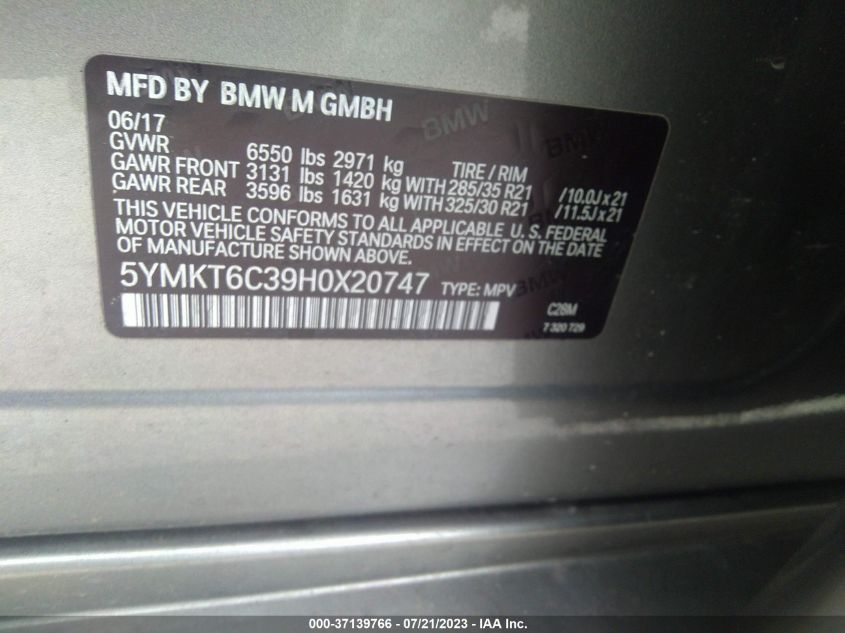 MFD BY BMW M GMBH
06/17
GVWR 6550 lbs 2971 kg TIRE / RIM
GAWR FRONT 3131 lbs 1420 kg WITH 285/35 R21 /10.0J x 21
GAWR REAR 3596 lbs 1631 kg WITH 325/30 R21 /11.5J x 21
THIS VEHICLE CONFORMS TO ALL APPLICABLE U.S. FEDERAL
MOTOR VEHICLE SAFETY STANDARDS IN EFFECT ON THE DATE
OF MANUFACTURE SHOWN ABOVE.
5YMKT6C39H0X20747 TYPE: MPV
C2BM
7 320 729
000-37139766 / 07/21/2023 / IAA Inc.